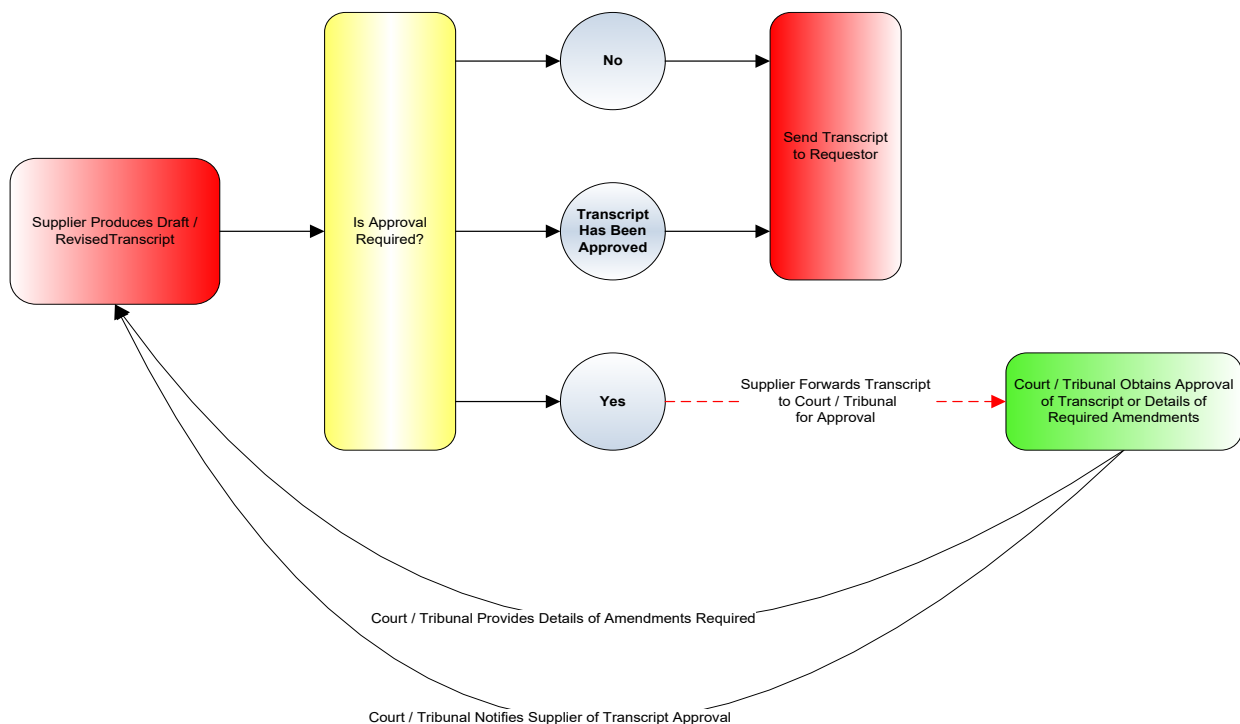 No
Send Transcript
to Requestor
Supplier Produces Draft /
RevisedTranscript
Is Approval
Required?
Transcript
Has Been
Approved
Yes
Supplier Forwards Transcript
to Court / Tribunal
for Approval
Court / Tribunal Obtains Approval
of Transcript or Details of
Required Amendments
Court / Tribunal Provides Details of Amendments Required
Court / Tribunal Notifies Supplier of Transcript Approval